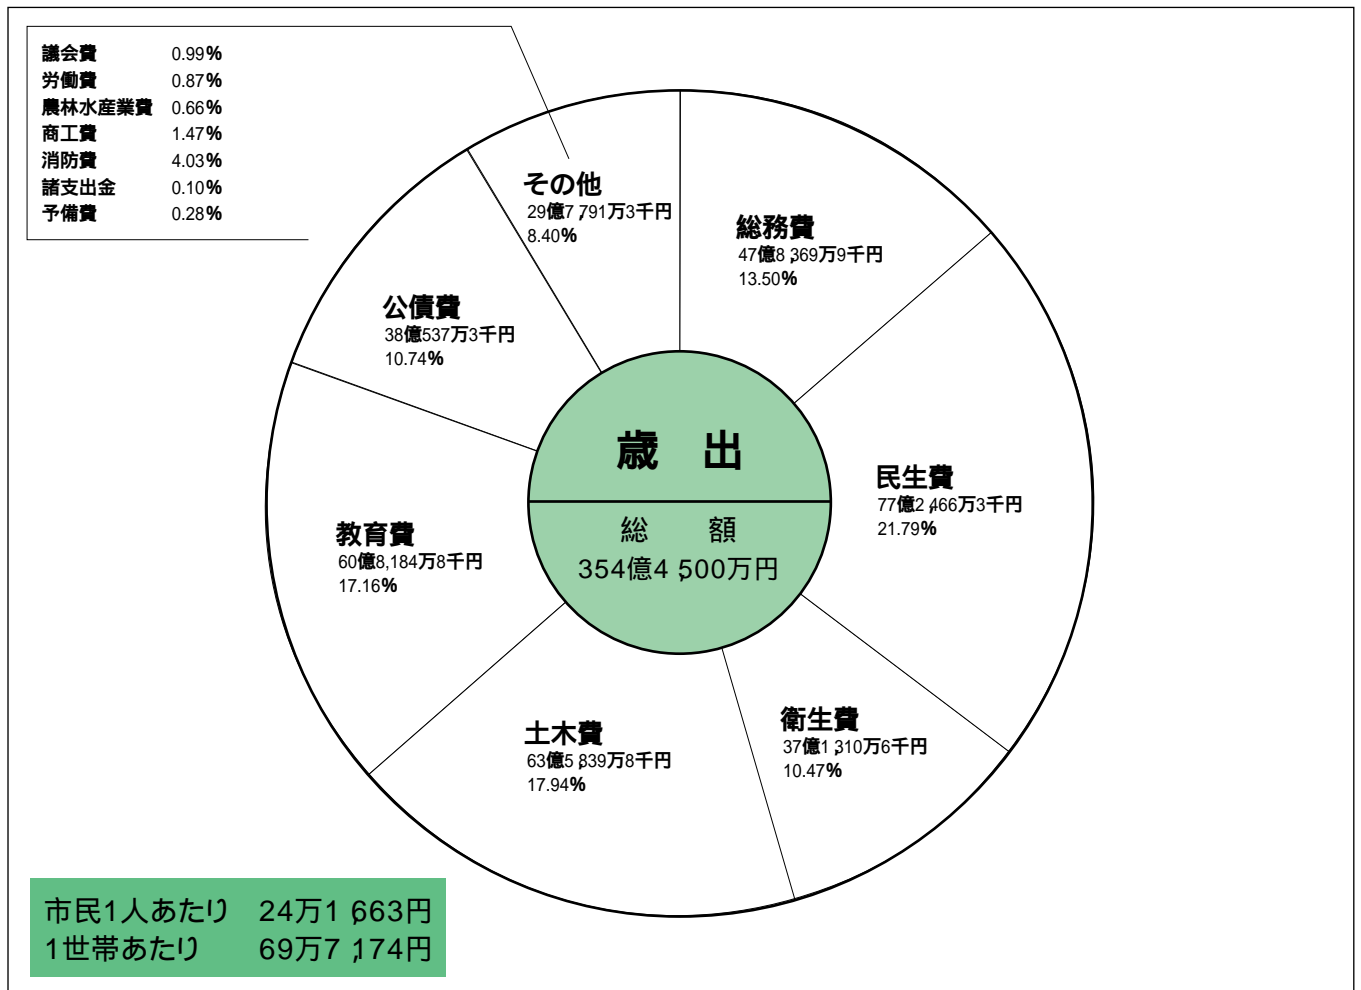 議会費 0.99%
労働費 0.87%
農林水産業費 0.66%
商工費 1.47%
消防費 4.03%
諸支出金 0.10%
予備費 0.28%
その他
29億7,791万3千円
8.40%
総務費
47億8,369万9千円
13.50%
公債費
38億537万3千円
10.74%
民生費
77億2,466万3千円
21.79%
教育費
60億8,184万8千円
17.16%
歳 出
総 額
354億4,500万円
衛生費
37億1,310万6千円
10.47%
土木費
63億5,839万8千円
17.94%
市民1人あたり 24万1,663円
1世帯あたり 69万7,174円